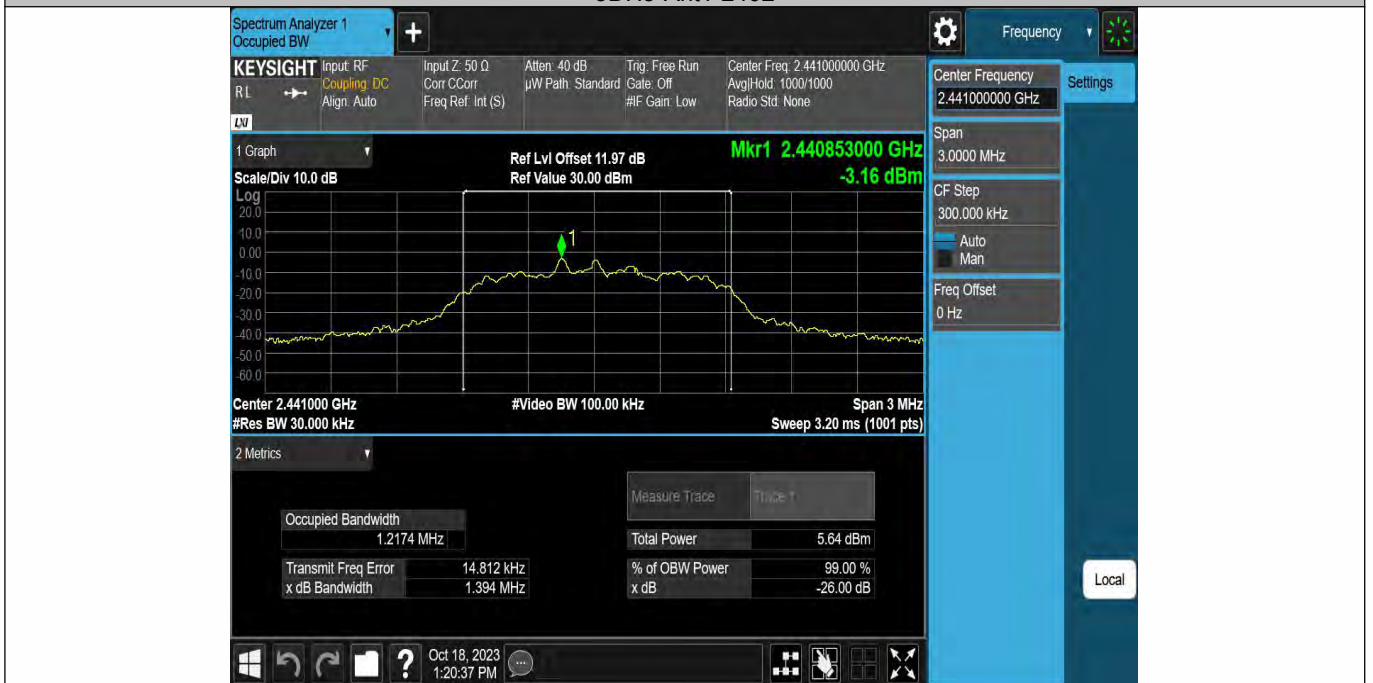 Spectrum Analyzer 1
Occupied BW
Frequency
KEYSIGHT
RL
LXI
Input: RF
Coupling: DC
Align: Auto
Input Z: 50 Ω
Corr CCorr
Freq Ref: Int (S)
Atten: 40 dB
µW Path: Standard
Trig: Free Run
Gate: Off
#IF Gain: Low
Center Freq: 2.441000000 GHz
Avg|Hold: 1000/1000
Radio Std: None
Center Frequency
2.441000000 GHz
Settings
Span
3.0000 MHz
CF Step
300.000 kHz
Auto
Man
Freq Offset
0 Hz
Local
1 Graph
Scale/Div 10.0 dB
Ref Lvl Offset 11.97 dB
Ref Value 30.00 dBm
Mkr1 2.440853000 GHz
-3.16 dBm
Log
20.0
10.0
0.00
-10.0
-20.0
-30.0
-40.0
-50.0
-60.0
1
Center 2.441000 GHz
#Video BW 100.00 kHz
Span 3 MHz
#Res BW 30.000 kHz
Sweep 3.20 ms (1001 pts)
2 Metrics
Measure Trace
Trace 1
Occupied Bandwidth
1.2174 MHz
Total Power
5.64 dBm
Transmit Freq Error
14.812 kHz
% of OBW Power
99.00 %
x dB Bandwidth
1.394 MHz
x dB
-26.00 dB
Oct 18, 2023
1:20:37 PM